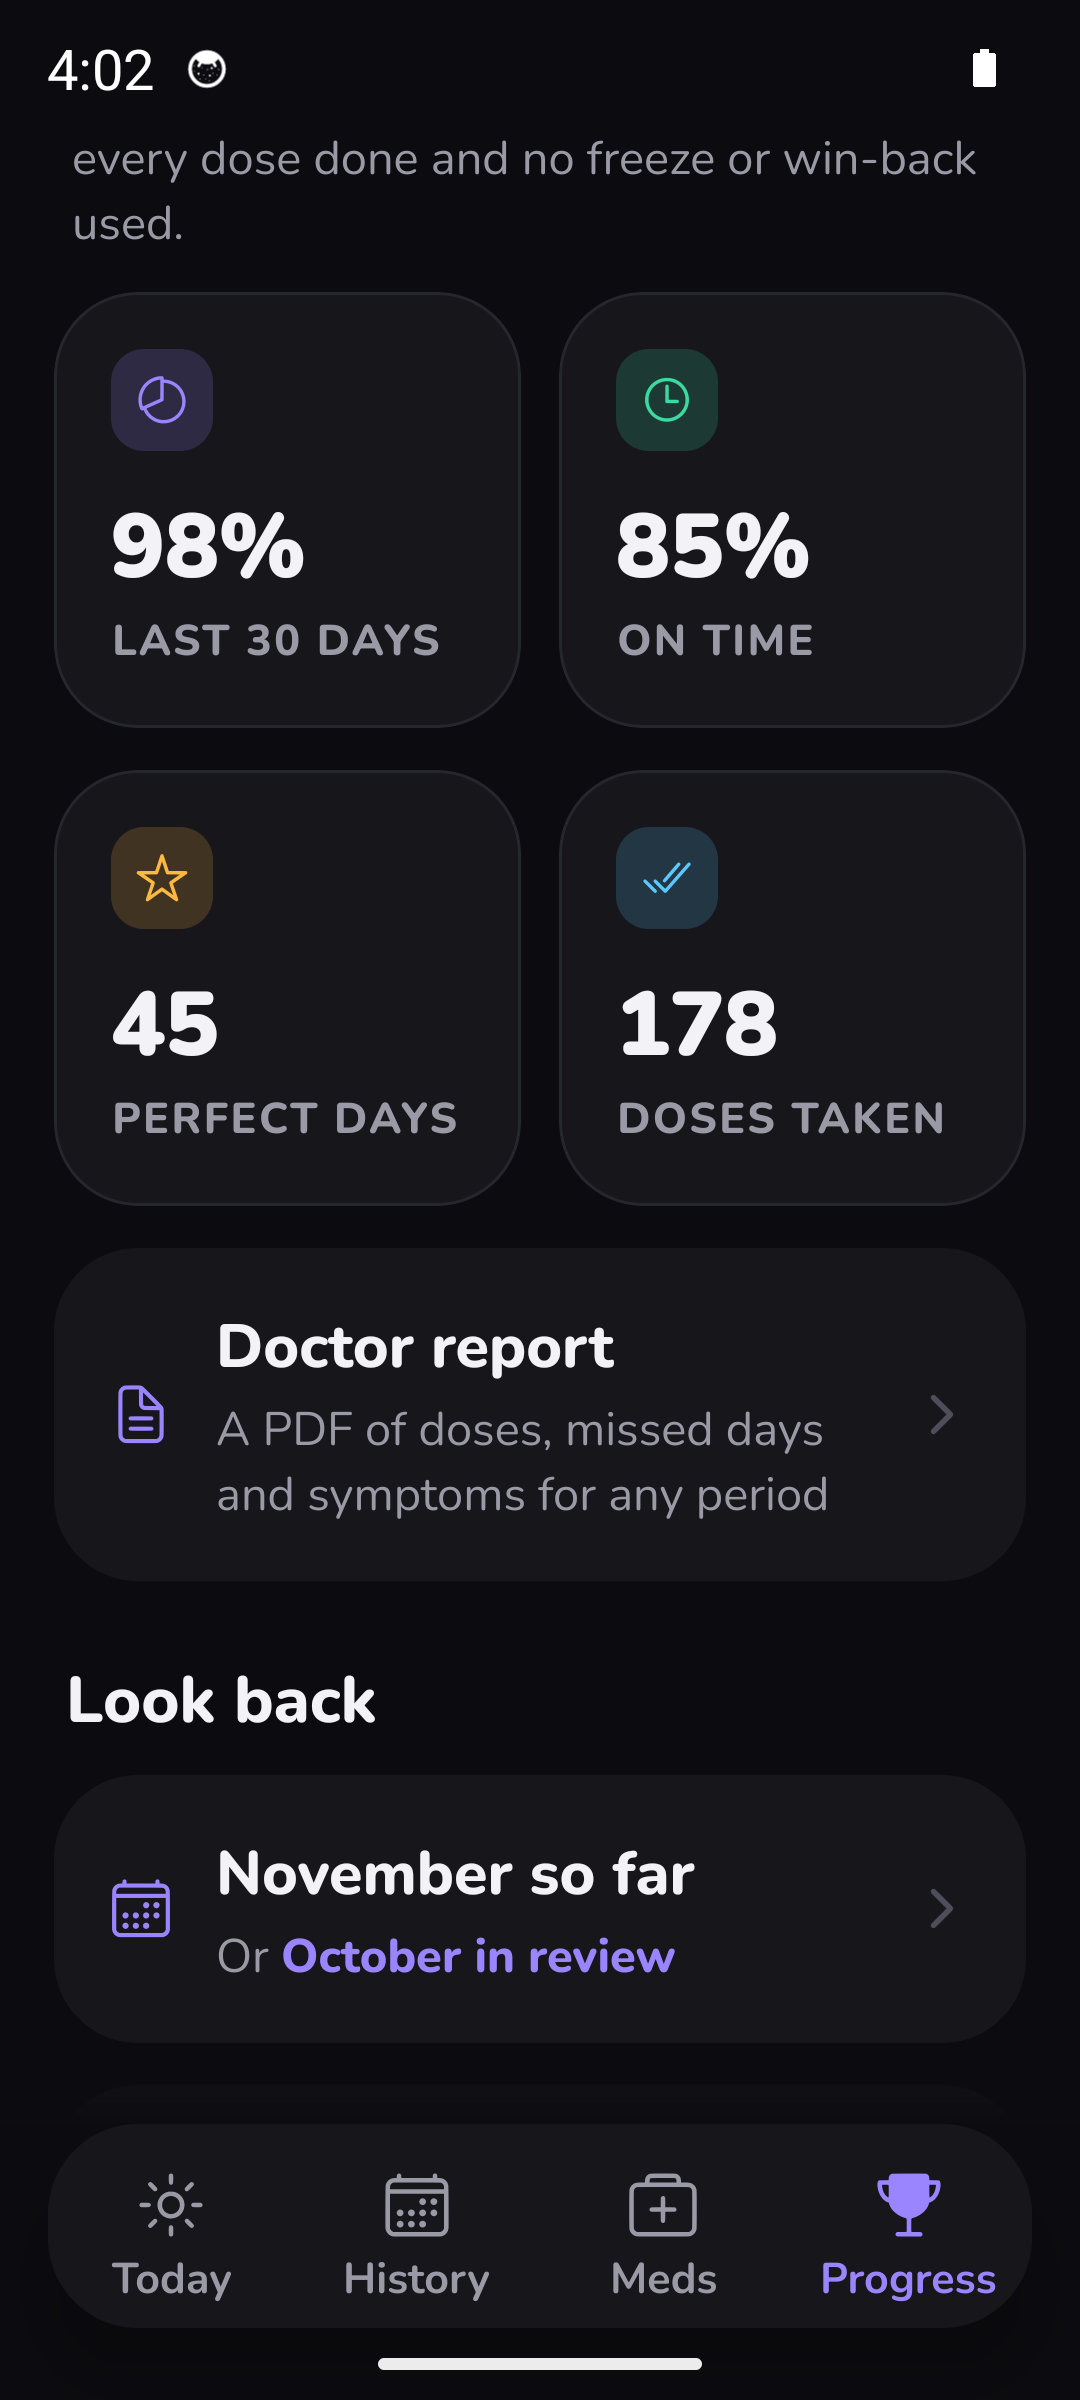 4:02
every dose done and no freeze or win-back
used.
98%
LAST 30 DAYS
85%
ON TIME
45
PERFECT DAYS
178
DOSES TAKEN
Doctor report
A PDF of doses, missed days
and symptoms for any period
Look back
November so far
Or October in review
Today
History
Meds
Progress